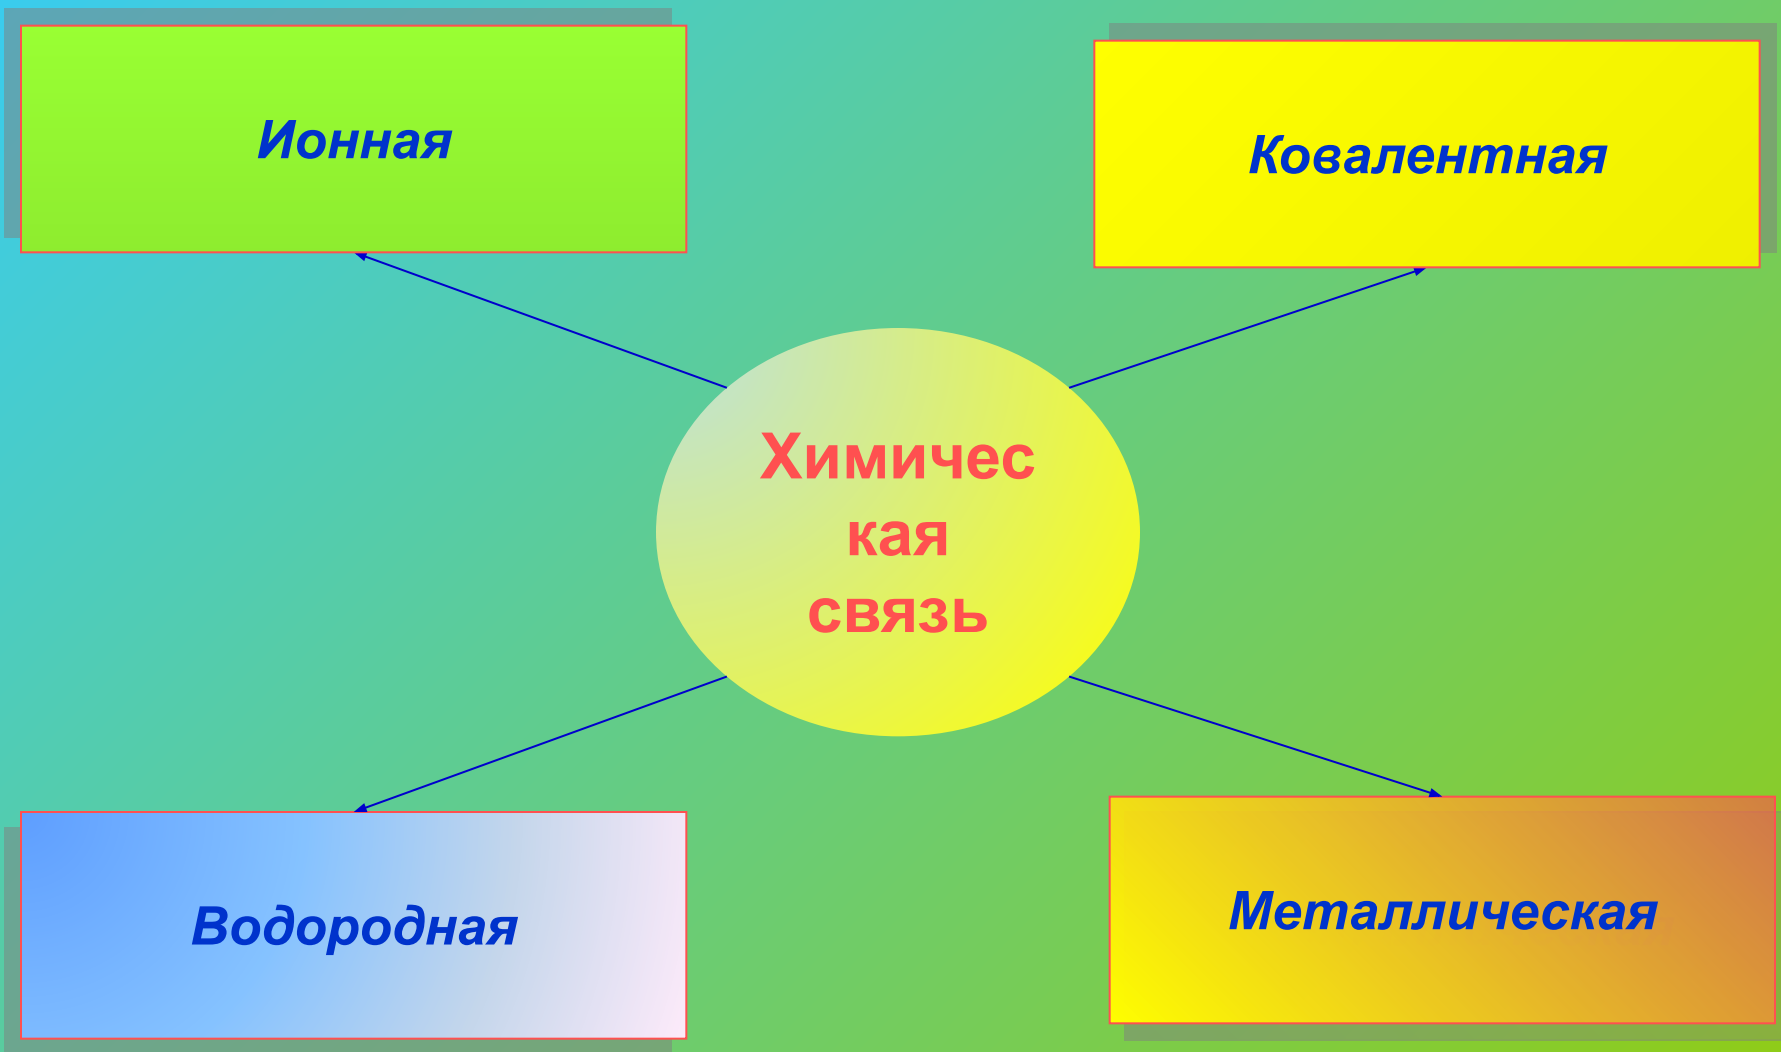 Ионная
Ковалентная
Химичес
кая
связь
Водородная
Металлическая